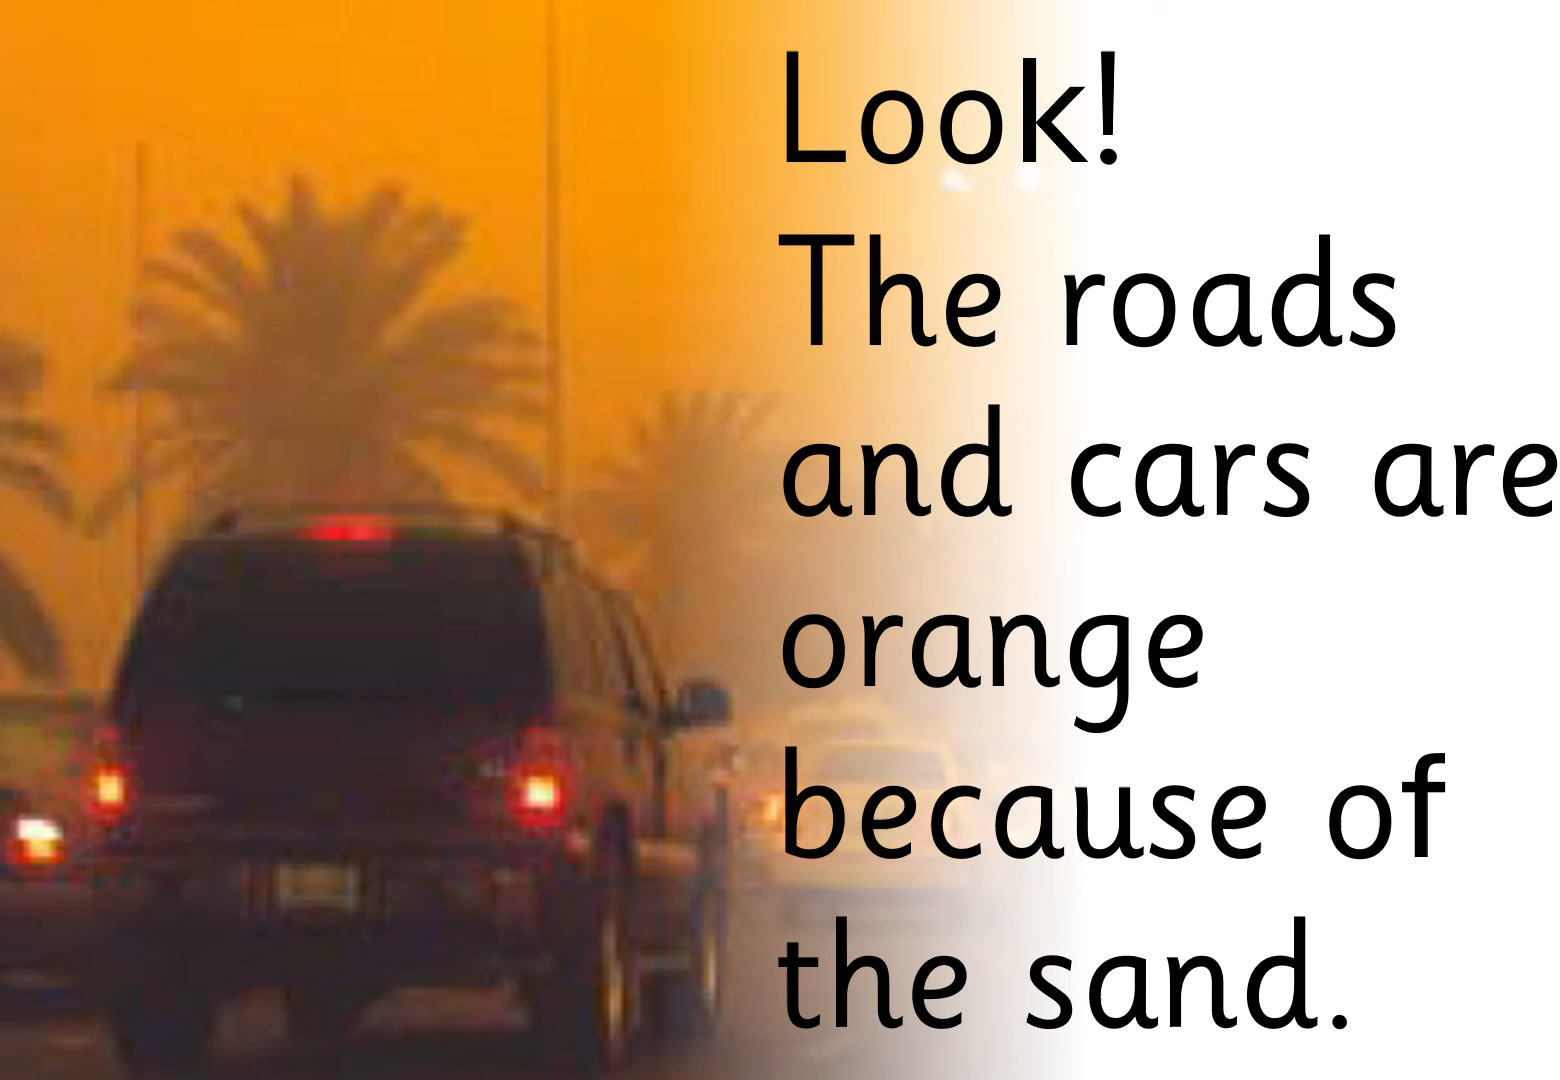 Look!
The roads
and cars are
orange
because of
the sand.